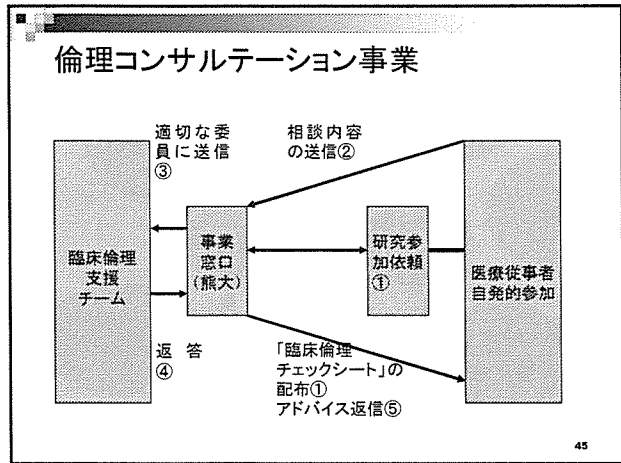 倫理コンサルテーション事業
適切な委
員に送信
③
相談内容
の送信②
臨床倫理
支援
チーム
事業
窓口
(熊大)
研究参
加依頼
①
医療従事者
自発的参加
返 答
④
「臨床倫理
チェックシート」の
配布①
アドバイス返信⑤
45